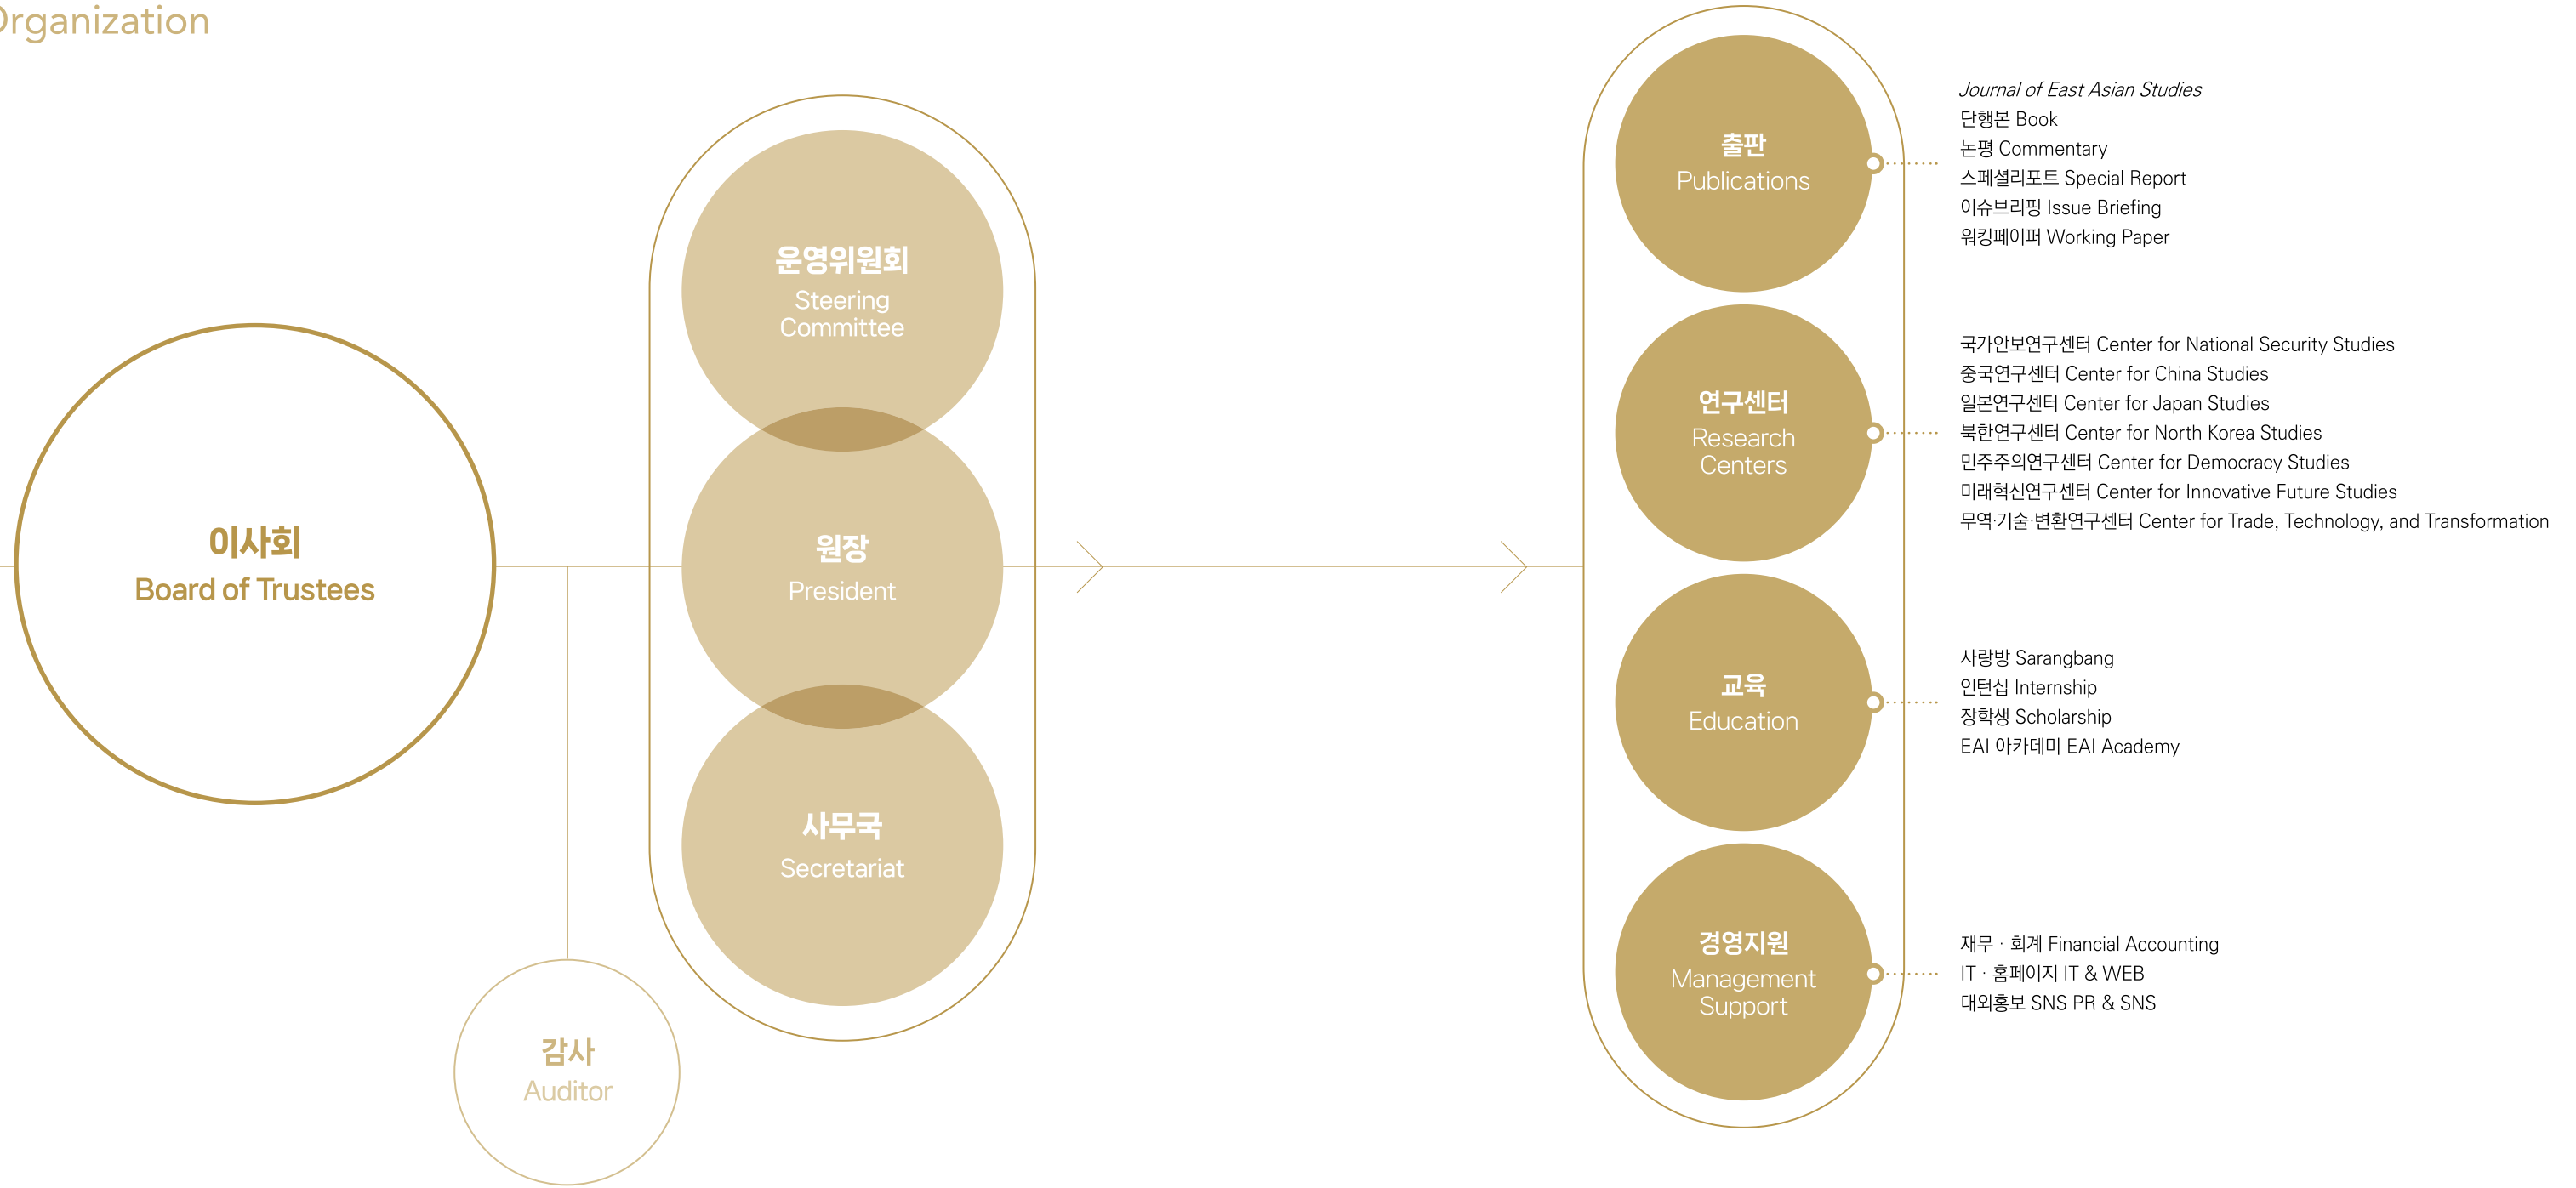 Organization
이사회
Board of Trustees
감사
Auditor
운영위원회
Steering
Committee
원장
President
사무국
Secretariat
출판
Publications
Journal of East Asian Studies
단행본 Book
논평 Commentary
스페셜리포트 Special Report
이슈브리핑 Issue Briefing
워킹페이퍼 Working Paper
연구센터
Research
Centers
국가안보연구센터 Center for National Security Studies
중국연구센터 Center for China Studies
일본연구센터 Center for Japan Studies
북한연구센터 Center for North Korea Studies
민주주의연구센터 Center for Democracy Studies
미래혁신연구센터 Center for Innovative Future Studies
무역·기술·변환연구센터 Center for Trade, Technology, and Transformation
교육
Education
사랑방 Sarangbang
인턴십 Internship
장학생 Scholarship
EAI 아카데미 EAI Academy
경영지원
Management
Support
재무 · 회계 Financial Accounting
IT · 홈페이지 IT & WEB
대외홍보 SNS PR & SNS